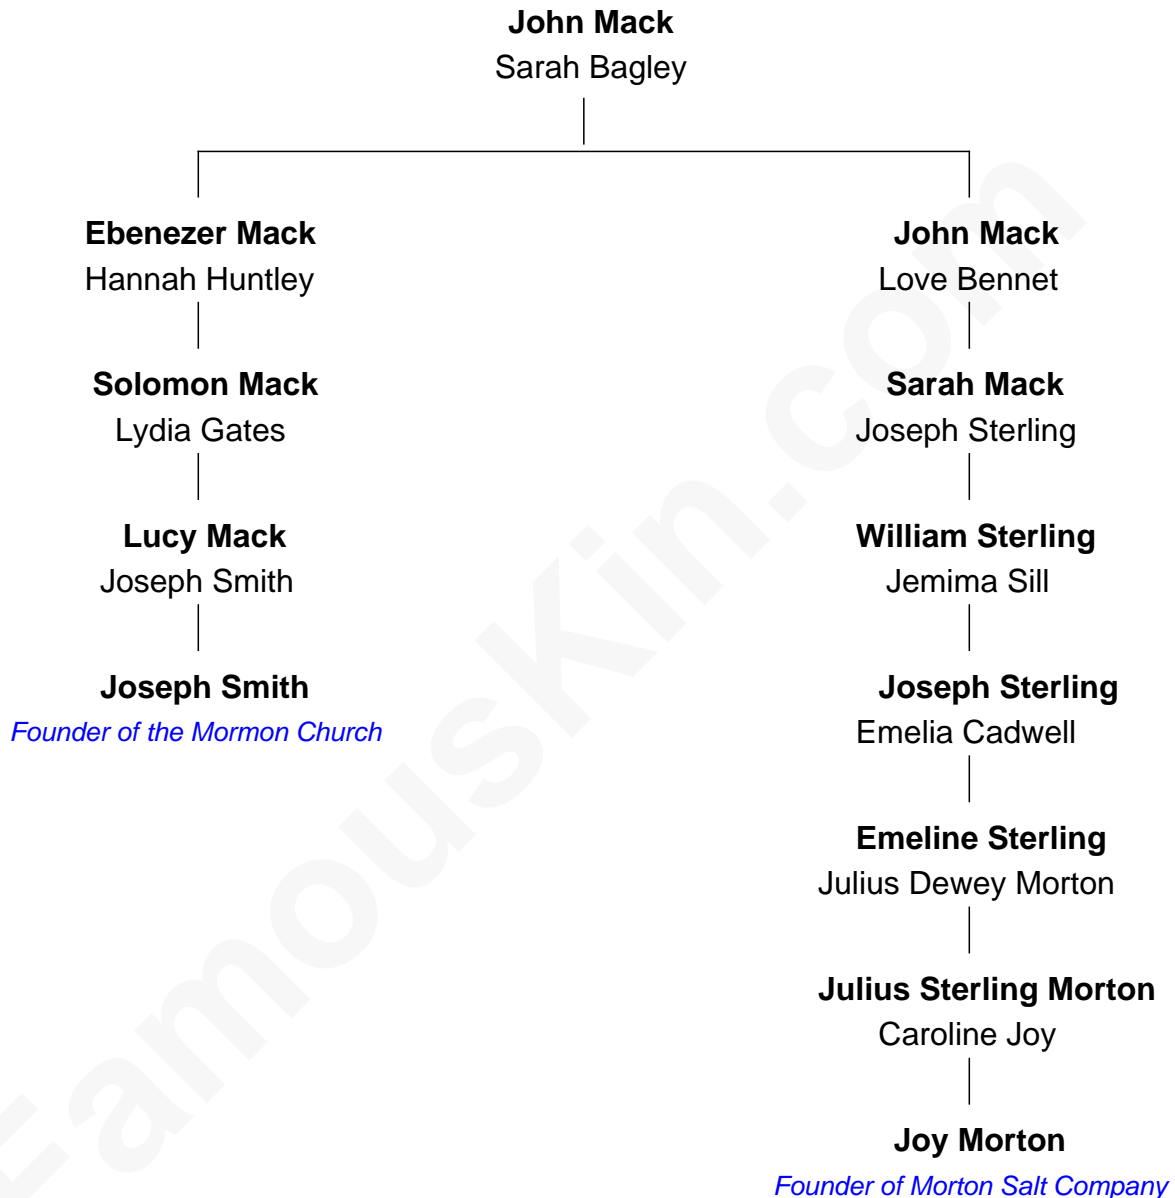 John Mack
Sarah Bagley
Ebenezer Mack
Hannah Huntley
Solomon Mack
Lydia Gates
Lucy Mack
Joseph Smith
Joseph Smith
Founder of the Mormon Church
John Mack
Love Bennet
Sarah Mack
Joseph Sterling
William Sterling
Jemima Sill
Joseph Sterling
Emelia Cadwell
Emeline Sterling
Julius Dewey Morton
Julius Sterling Morton
Caroline Joy
Joy Morton
Founder of Morton Salt Company
FamousKin.com